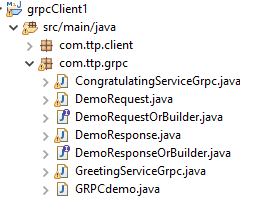 grpcClient1
src/main/java
com.ttp.client
com.ttp.grpc
CongratulatingServiceGrpc.java
DemoRequest.java
DemoRequestOrBuilder.java
DemoResponse.java
DemoResponseOrBuilder.java
GreetingServiceGrpc.java
GRPCdemo.java